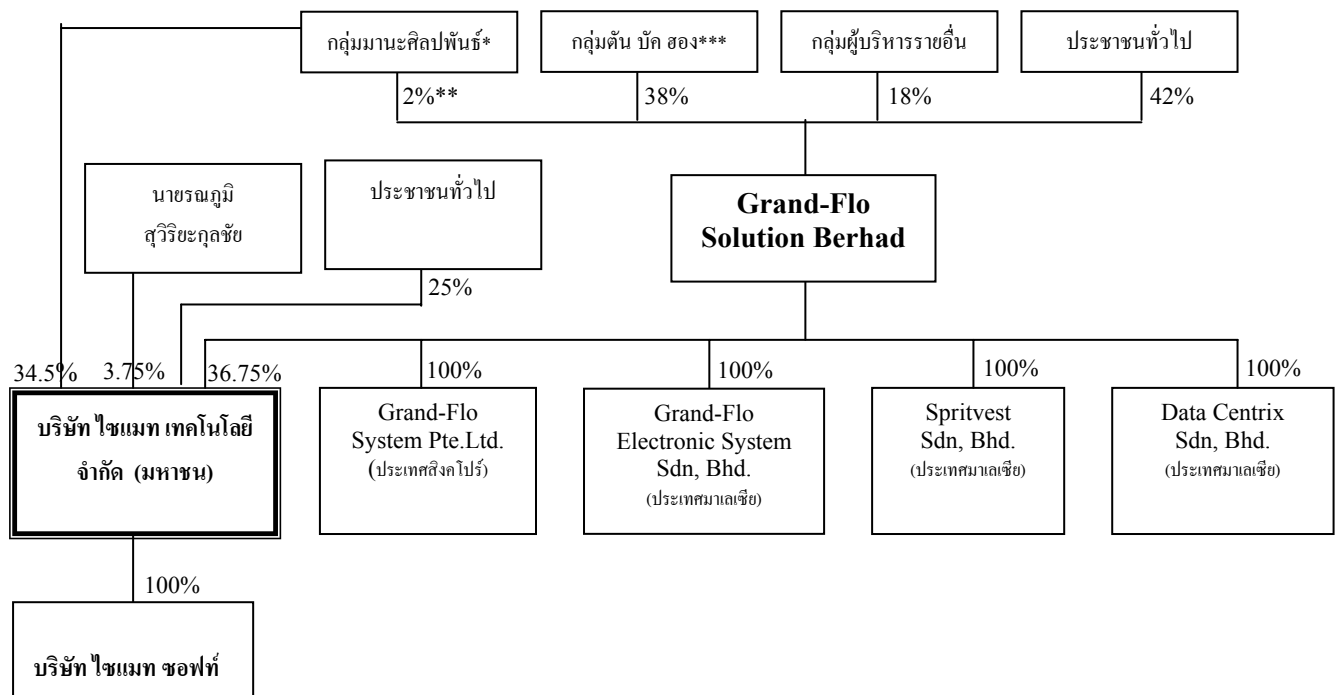 กลุ่มมานะศิลปพันธ์*
กลุ่มตัน บัค ฮอง***
กลุ่มผู้บริหารรายอื่น
ประชาชนทั่วไป
2%**
38%
18%
42%
นายรณภูมิ
สุวิริยะกุลชัย
ประชาชนทั่วไป
Grand-Flo
Solution Berhad
25%
34.5%
3.75%
36.75%
100%
100%
100%
100%
บริษัท ไซแมท เทคโนโลยี
จำกัด (มหาชน)
Grand-Flo
System Pte.Ltd.
(ประเทศสิงคโปร์)
Grand-Flo
Electronic System
Sdn, Bhd.
(ประเทศมาเลเซีย)
Spritvest
Sdn, Bhd.
(ประเทศมาเลเซีย)
Data Centrix
Sdn, Bhd.
(ประเทศมาเลเซีย)
100%
บริษัท ไซแมท ซอฟท์